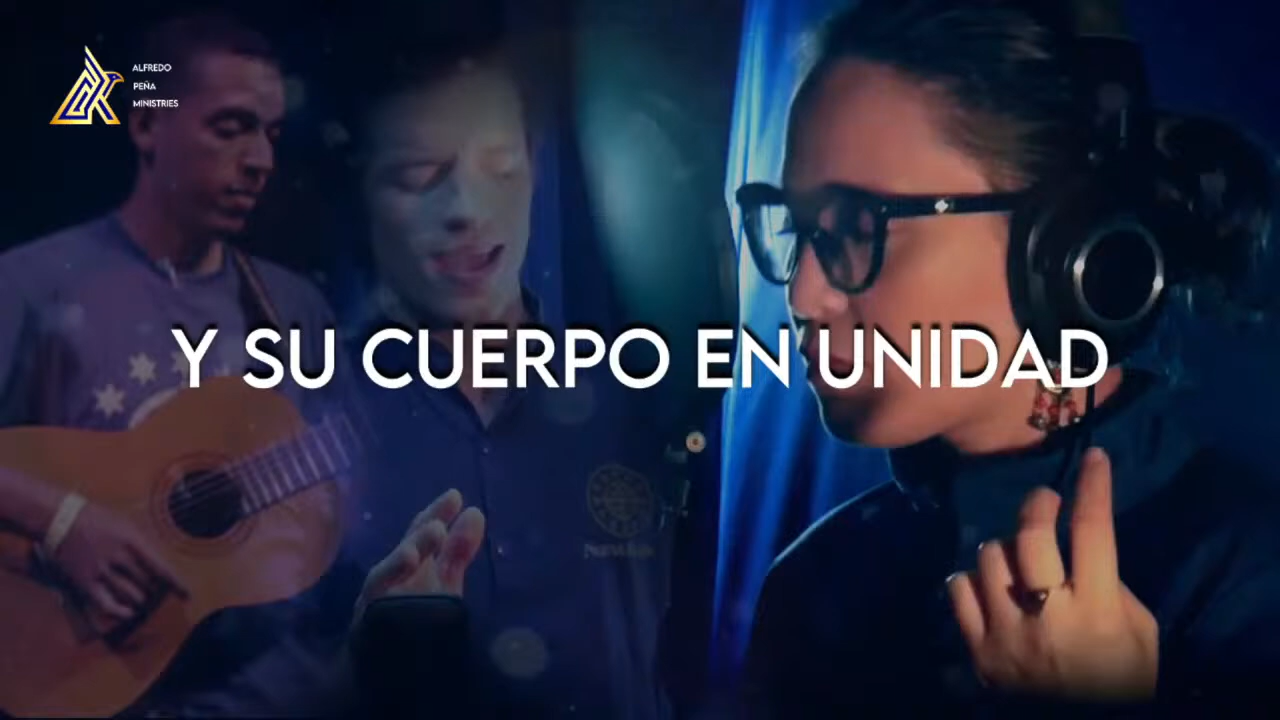 ALFREDO
PEÑA
MINISTRIES
Y SU CUERPO EN UNIDAD